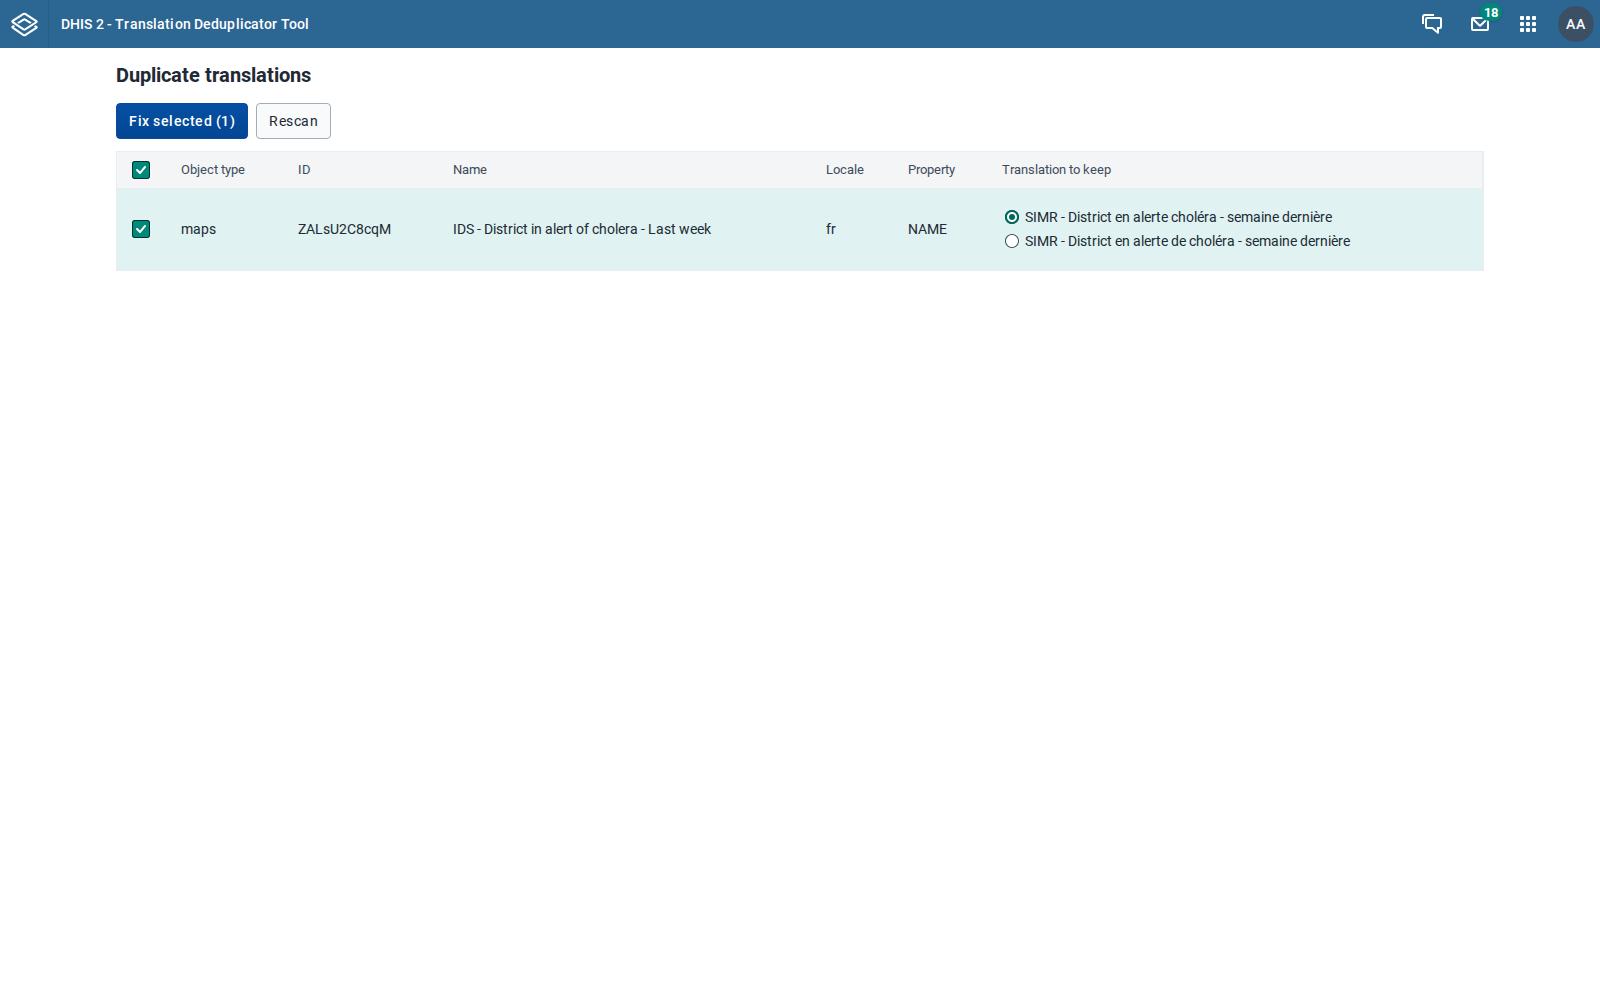 DHIS 2 - Translation Deduplicator Tool
18
AA
Duplicate translations
Fix selected (1)
Rescan
Object type ID Name Locale Property Translation to keep
maps ZALsU2C8cqM IDS - District in alert of cholera - Last week fr NAME
SIMR - District en alerte choléra - semaine dernière
SIMR - District en alerte de choléra - semaine dernière